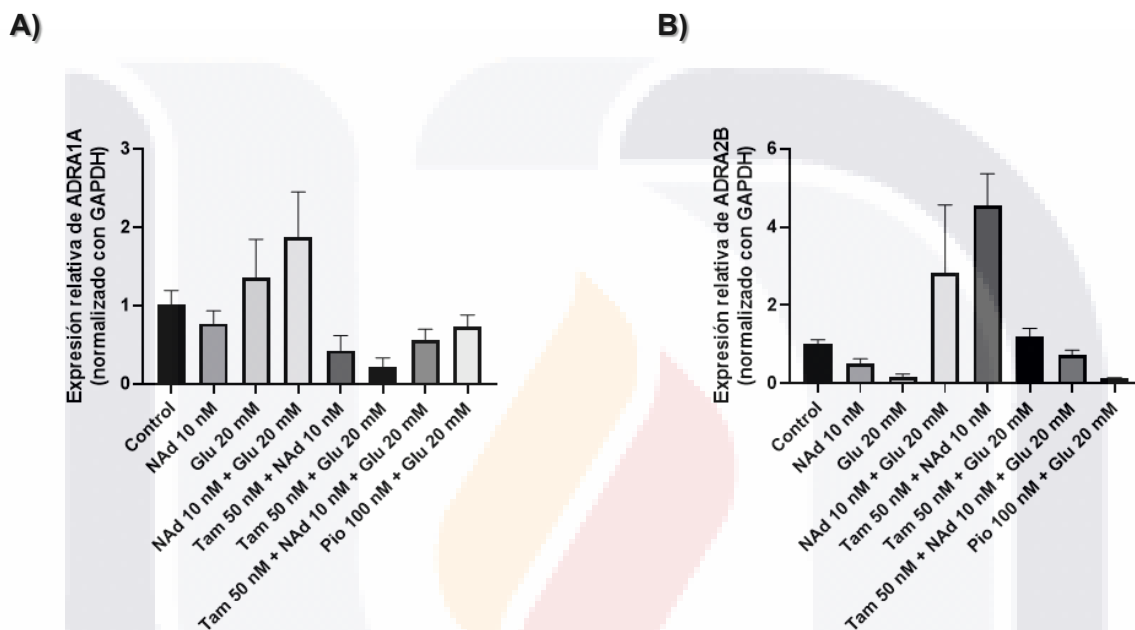 A)
Expresión relativa de ADRA1A
(normalizado con GAPDH)
3
2
1
0
Control
NAd 10 nM
Glu 20 mM
NAd 10 nM + Glu 20 mM
Tam 50 nM + NAd 10 nM
Tam 50 nM + Glu 20 mM
Tam 50 nM + NAd 10 nM + Glu 20 mM
Pio 100 nM + Glu 20 mM
B)
Expresión relativa de ADRA2B
(normalizado con GAPDH)
6
4
2
0
Control
NAd 10 nM
Glu 20 mM
NAd 10 nM + Glu 20 mM
Tam 50 nM + NAd 10 nM
Tam 50 nM + Glu 20 mM
Tam 50 nM + NAd 10 nM + Glu 20 mM
Pio 100 nM + Glu 20 mM